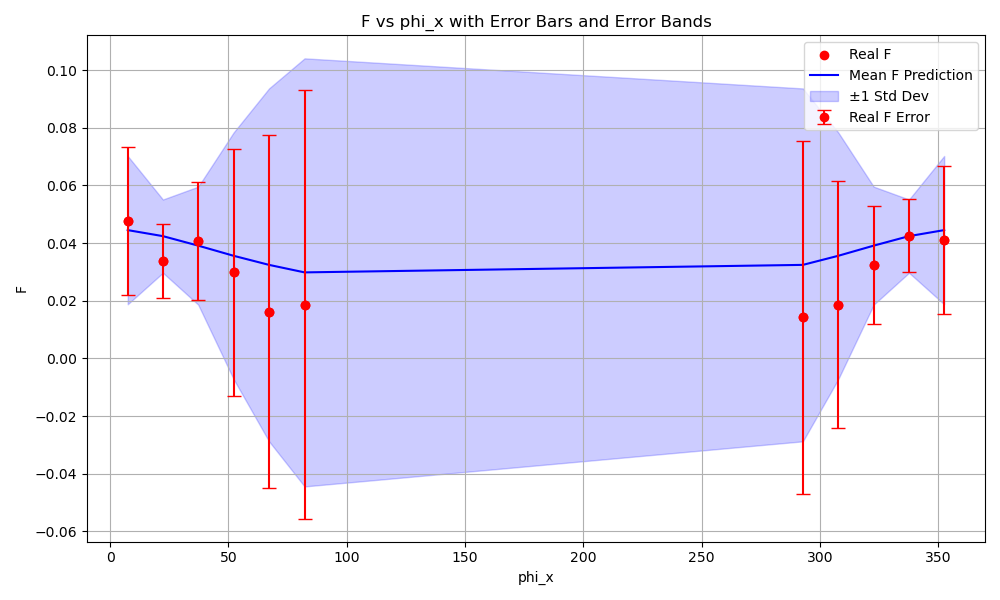 F vs phi_x with Error Bars and Error Bands
Real F
Mean F Prediction
±1 Std Dev
Real F Error
F
0.10
0.08
0.06
0.04
0.02
0.00
−0.02
−0.04
−0.06
0 50 100 150 200 250 300 350
phi_x